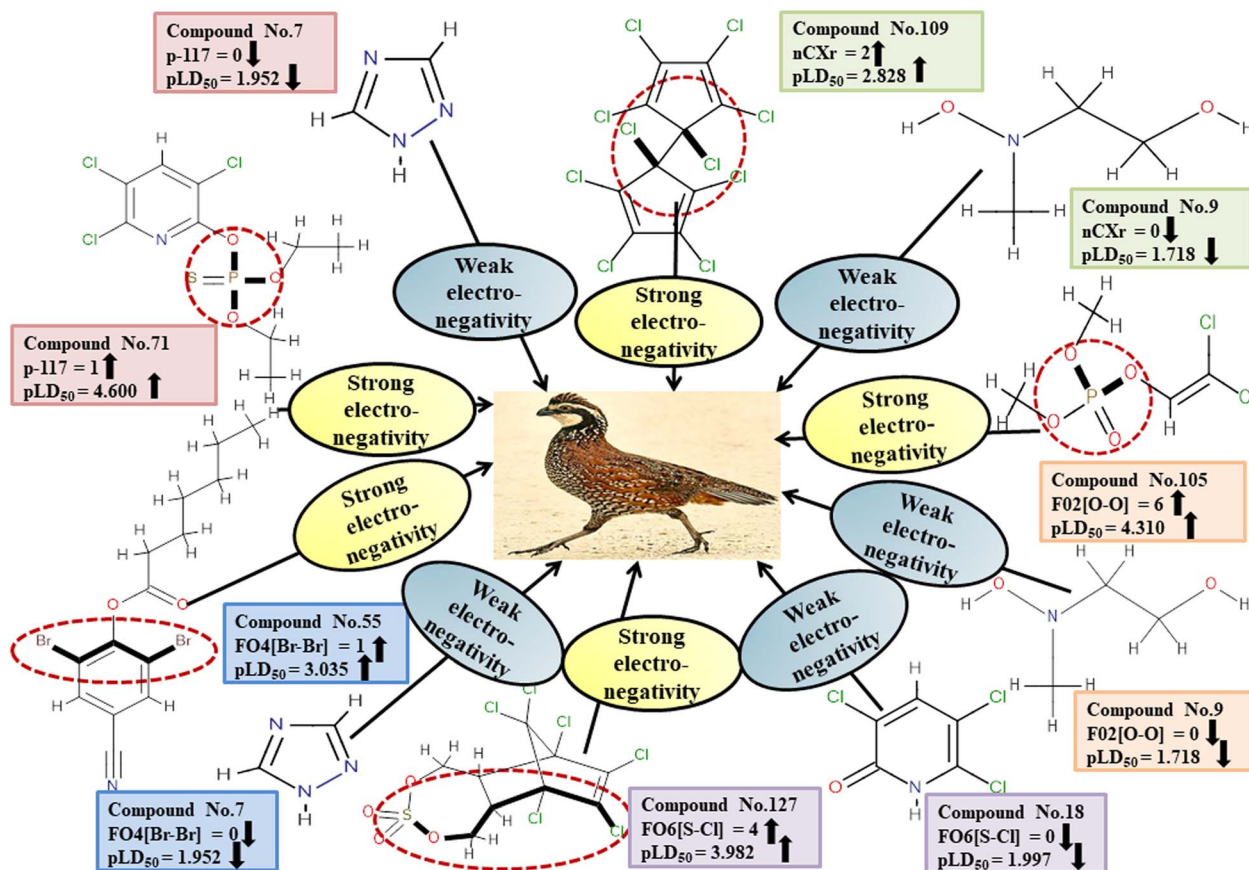 Compound No.7
p-117 = 0
pLD50 = 1.952
Compound No.109
nCXr = 2
pLD50 = 2.828
Compound No.9
nCXr = 0
pLD50 = 1.718
Weak
electro-
negativity
Strong
electro-
negativity
Weak
electro-
negativity
Compound No.71
p-117 = 1
pLD50 = 4.600
Strong
electro-
negativity
Strong
electro-
negativity
Compound No.105
F02[O-O] = 6
pLD50 = 4.310
Strong
electro-
negativity
Weak
electro-
negativity
Compound No.55
FO4[Br-Br] = 1
pLD50 = 3.035
Weak
electro-
negativity
Strong
electro-
negativity
Weak
electro-
negativity
Compound No.9
F02[O-O] = 0
pLD50 = 1.718
Compound No.7
FO4[Br-Br] = 0
pLD50 = 1.952
Compound No.127
FO6[S-Cl] = 4
pLD50 = 3.982
Compound No.18
FO6[S-Cl] = 0
pLD50 = 1.997